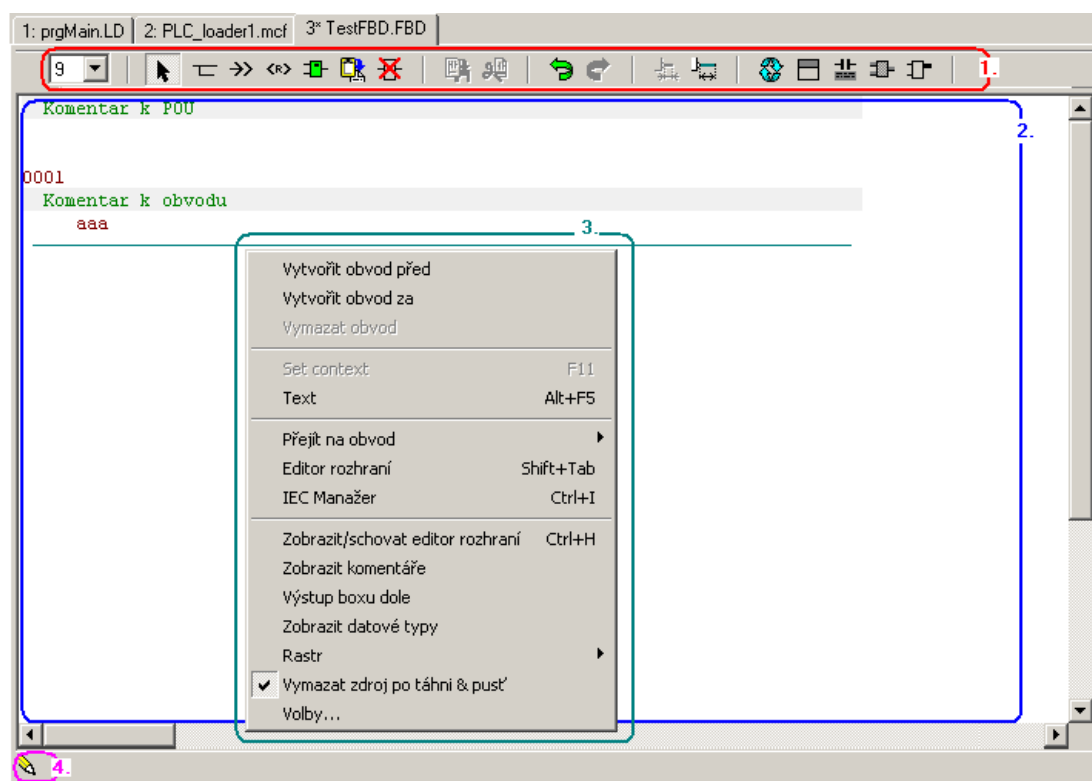 1: prgMain.LD 2: PLC_loader1.mcf 3* TestFBD.FBD
9 <R> 1.
Komentar k POU
2.
0001
Komentar k obvodu
aaa
3.
Vytvořit obvod před
Vytvořit obvod za
Vymazat obvod
Set context F11
Text Alt+F5
Přejít na obvod
Editor rozhraní Shift+Tab
IEC Manažer Ctrl+I
Zobrazit/schovat editor rozhraní Ctrl+H
Zobrazit komentáře
Výstup boxu dole
Zobrazit datové typy
Rastr
Vymazat zdroj po táhni & pusť
Volby...
4.